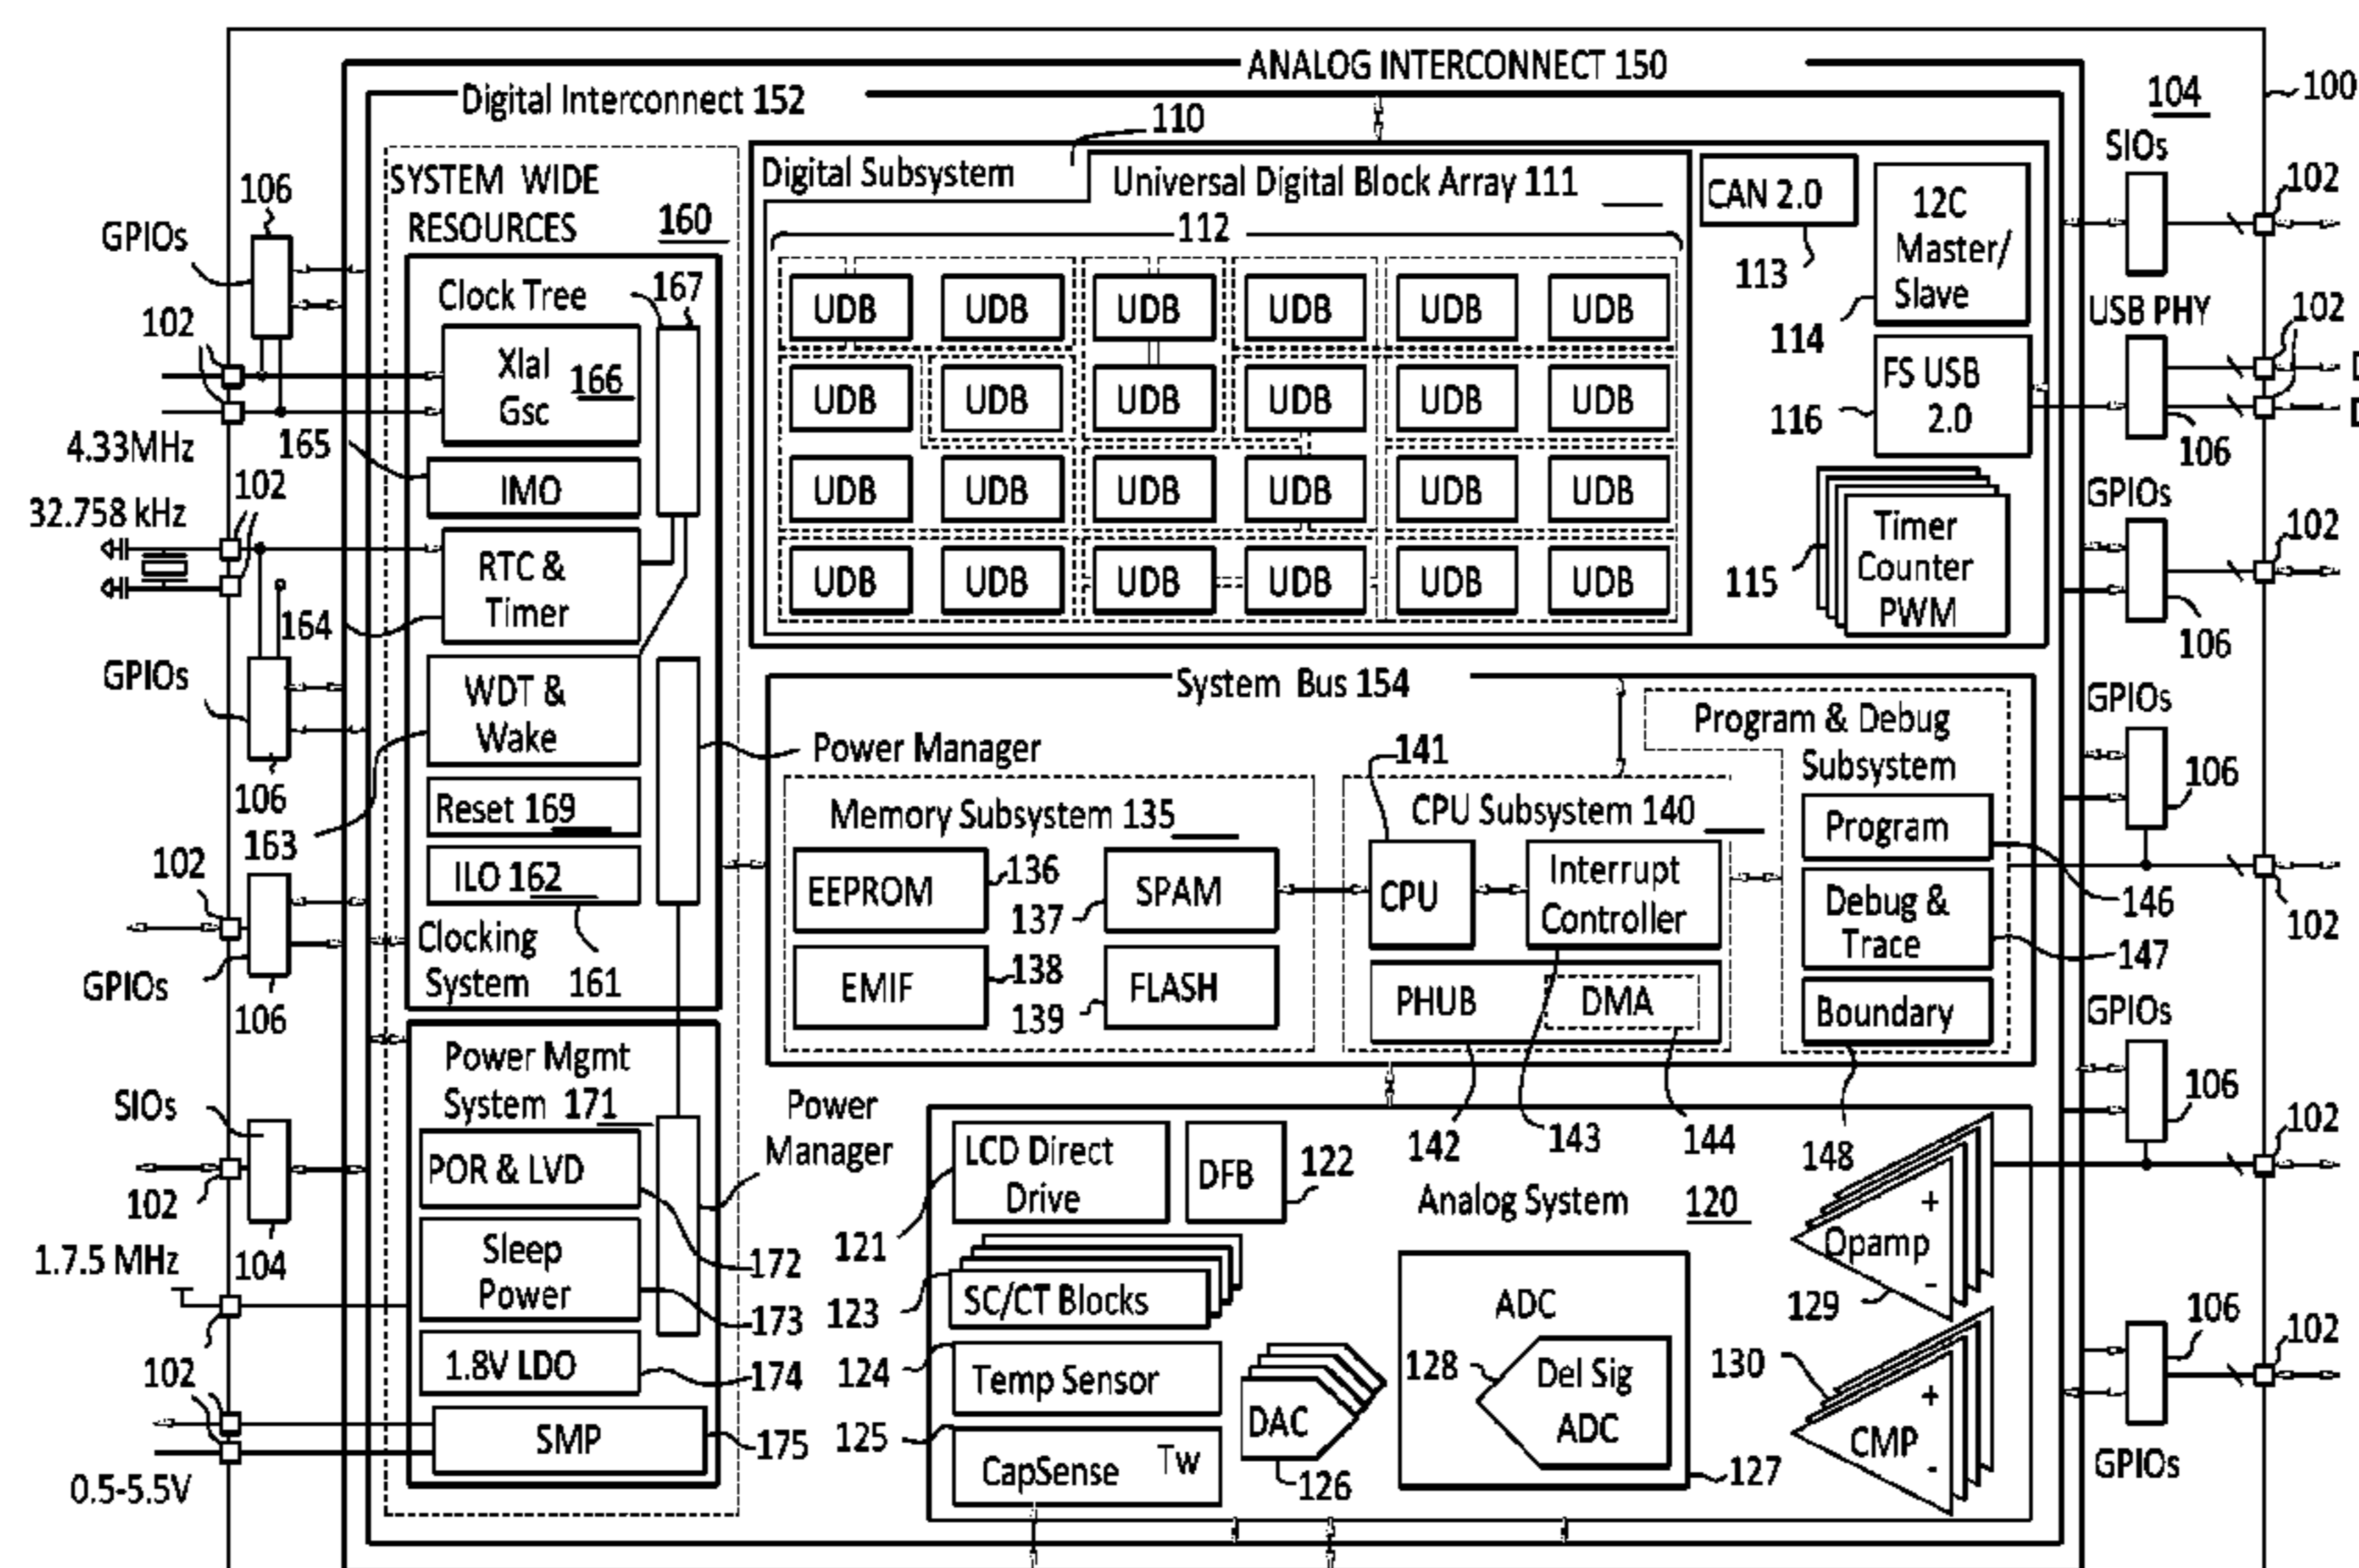 ANALOG INTERCONNECT 150
Digital Interconnect 152
104
100
110
SIOs
SYSTEM WIDE
RESOURCES
160
Digital Subsystem
Universal Digital Block Array 111
CAN 2.0
12C
Master/
Slave
102
106
GPIOs
112
113
114
Clock Tree
167
UDB UDB UDB UDB UDB UDB
USB PHY
102
102
Xlal
Gsc
166
UDB UDB UDB UDB UDB UDB
FS USB
2.0
116
106
4.33MHz
165
IMO
102
32.758 kHz
UDB UDB UDB UDB UDB UDB
GPIOs
102
RTC &
Timer
164
UDB UDB UDB UDB UDB UDB
115
Timer
Counter
PWM
106
GPIOs
106
WDT &
Wake
163
System Bus 154
Program & Debug
Subsystem
GPIOs
106
Power Manager
141
Reset 169
Memory Subsystem 135
CPU Subsystem 140
Program
146
102
ILO 162
161
EEPROM
136
137
SPAM
CPU
Interrupt
Controller
Debug &
Trace
147
102
GPIOs
106
Clocking
System
EMIF
138
139
FLASH
PHUB
DMA
Boundary
148
GPIOs
106
Power Mgmt
System 171
Power
Manager
142
143
144
SIOs
102
104
POR & LVD
172
LCD Direct
Drive
121
DFB
122
Analog System
120
102
1.7.5 MHz
Sleep
Power
173
SC/CT Blocks
123
ADC
Opamp
+
-
129
106
102
1.8V LDO
174
124
Temp Sensor
128
Del Sig
ADC
130
CMP
+
-
102
SMP
175
125
CapSense
Tw
DAC
126
127
GPIOs
0.5-5.5V